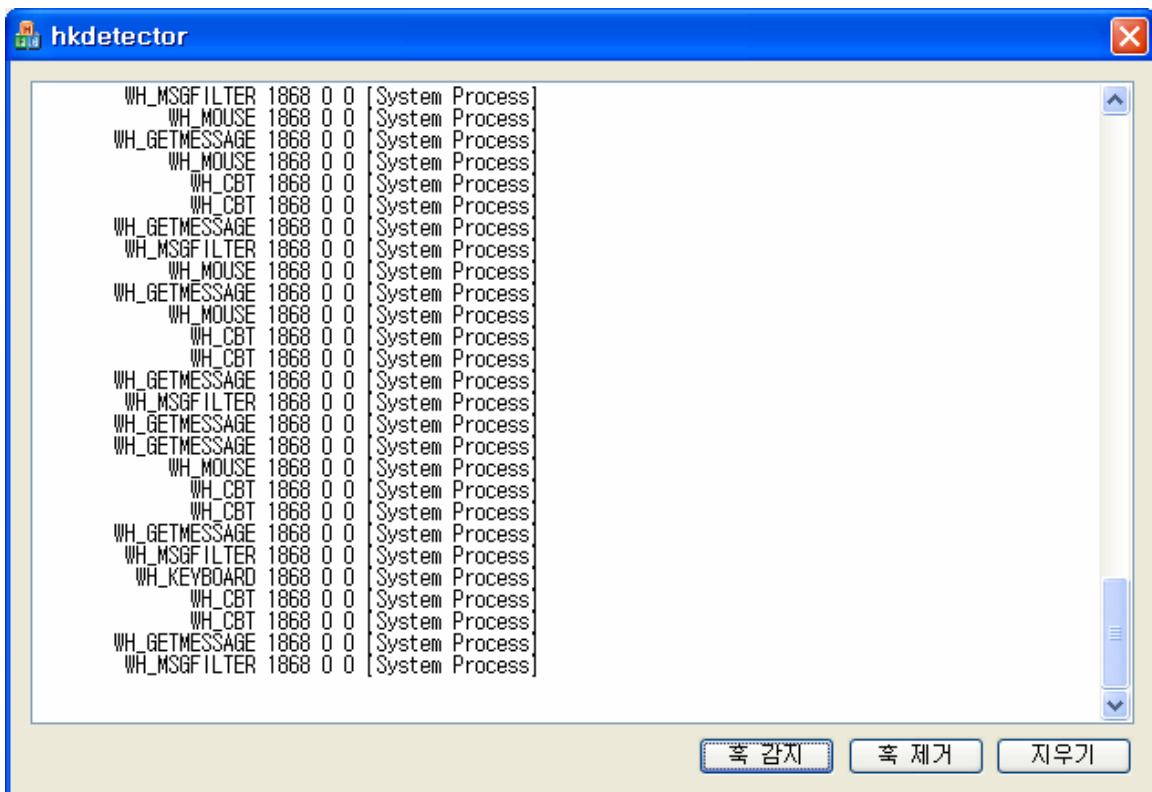 hkdetector
WH_MSGFILTER 1868 0 0 [System Process]
WH_MOUSE 1868 0 0 [System Process]
WH_GETMESSAGE 1868 0 0 [System Process]
WH_MOUSE 1868 0 0 [System Process]
WH_CBT 1868 0 0 [System Process]
WH_CBT 1868 0 0 [System Process]
WH_GETMESSAGE 1868 0 0 [System Process]
WH_MSGFILTER 1868 0 0 [System Process]
WH_MOUSE 1868 0 0 [System Process]
WH_GETMESSAGE 1868 0 0 [System Process]
WH_MOUSE 1868 0 0 [System Process]
WH_CBT 1868 0 0 [System Process]
WH_CBT 1868 0 0 [System Process]
WH_GETMESSAGE 1868 0 0 [System Process]
WH_MSGFILTER 1868 0 0 [System Process]
WH_GETMESSAGE 1868 0 0 [System Process]
WH_GETMESSAGE 1868 0 0 [System Process]
WH_MOUSE 1868 0 0 [System Process]
WH_CBT 1868 0 0 [System Process]
WH_CBT 1868 0 0 [System Process]
WH_GETMESSAGE 1868 0 0 [System Process]
WH_MSGFILTER 1868 0 0 [System Process]
WH_KEYBOARD 1868 0 0 [System Process]
WH_CBT 1868 0 0 [System Process]
WH_CBT 1868 0 0 [System Process]
WH_GETMESSAGE 1868 0 0 [System Process]
WH_MSGFILTER 1868 0 0 [System Process]
훅 감지 훅 제거 지우기